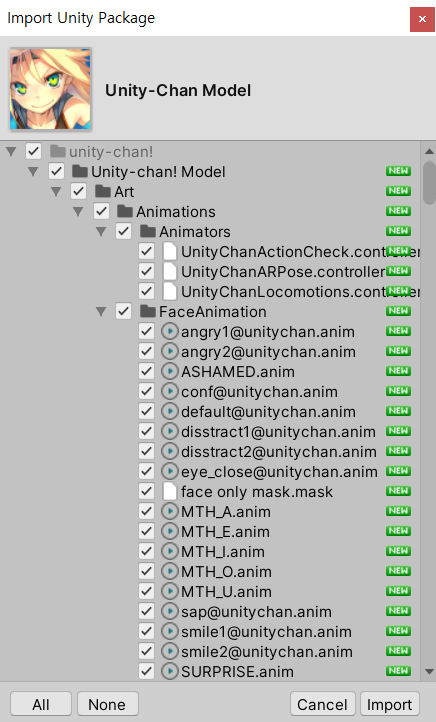 Import Unity Package
Unity-Chan Model
unity-chan!
Unity-chan! Model NEW
Art NEW
Animations NEW
Animators NEW
UnityChanActionCheck.controller NEW
UnityChanARPose.controller NEW
UnityChanLocomotions.controller NEW
FaceAnimation NEW
angry1@unitychan.anim NEW
angry2@unitychan.anim NEW
ASHAMED.anim NEW
conf@unitychan.anim NEW
default@unitychan.anim NEW
disstract1@unitychan.anim NEW
disstract2@unitychan.anim NEW
eye_close@unitychan.anim NEW
face only mask.mask NEW
MTH_A.anim NEW
MTH_E.anim NEW
MTH_I.anim NEW
MTH_O.anim NEW
MTH_U.anim NEW
sap@unitychan.anim NEW
smile1@unitychan.anim NEW
smile2@unitychan.anim NEW
SURPRISE.anim NEW
All None Cancel Import